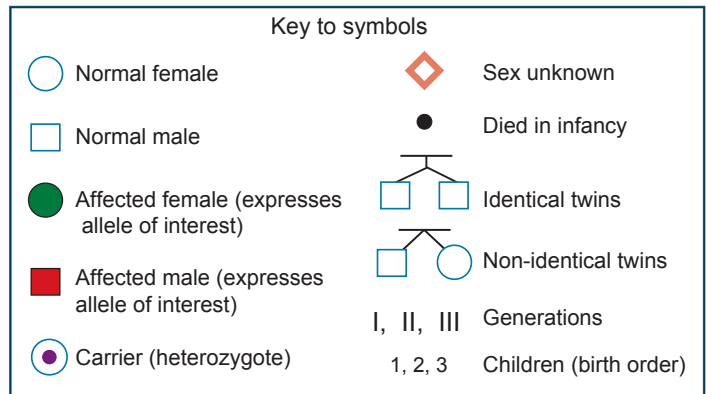 Key to symbols
Normal female
Normal male
Affected female (expresses
allele of interest)
Affected male (expresses
allele of interest)
Carrier (heterozygote)
Sex unknown
Died in infancy
Identical twins
Non-identical twins
I, II, III Generations
1, 2, 3 Children (birth order)